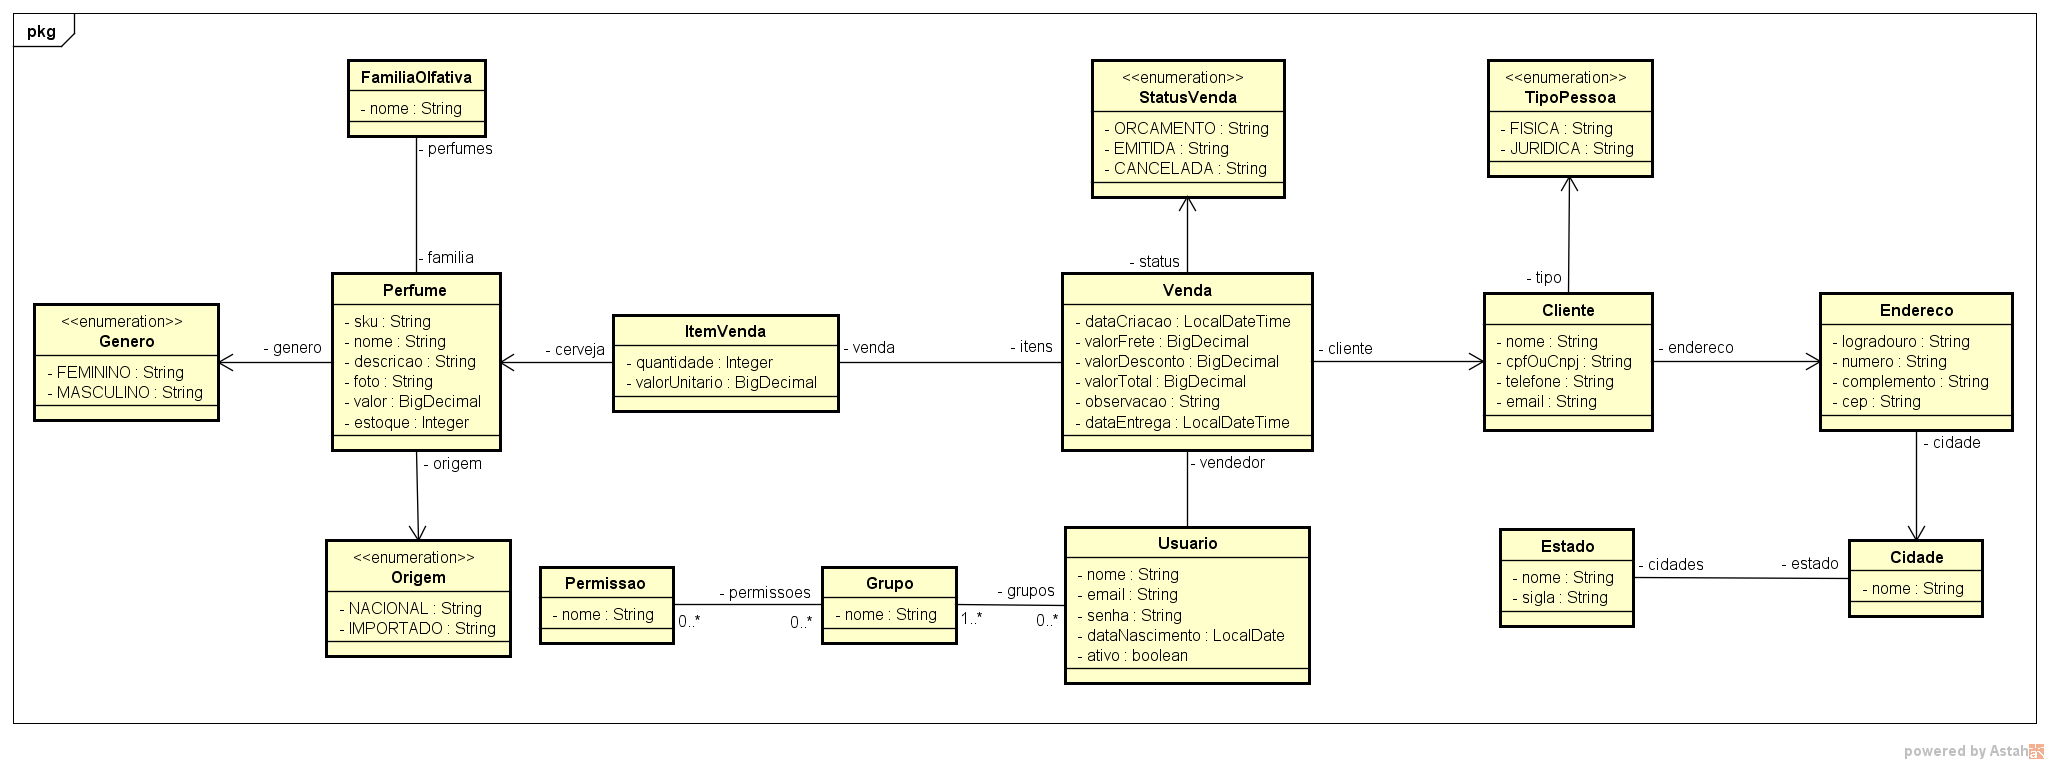 pkg
FamiliaOlfativa
- nome : String
- perfumes
- familia
<<enumeration>>
StatusVenda
- ORCAMENTO : String
- EMITIDA : String
- CANCELADA : String
- status
<<enumeration>>
TipoPessoa
- FISICA : String
- JURIDICA : String
- tipo
<<enumeration>>
Genero
- FEMININO : String
- MASCULINO : String
- genero
Perfume
- sku : String
- nome : String
- descricao : String
- foto : String
- valor : BigDecimal
- estoque : Integer
- origem
- cerveja
ItemVenda
- quantidade : Integer
- valorUnitario : BigDecimal
- venda
- itens
Venda
- dataCriacao : LocalDateTime
- valorFrete : BigDecimal
- valorDesconto : BigDecimal
- valorTotal : BigDecimal
- observacao : String
- dataEntrega : LocalDateTime
- vendedor
- cliente
Cliente
- nome : String
- cpfOuCnpj : String
- telefone : String
- email : String
- endereco
Endereco
- logradouro : String
- numero : String
- complemento : String
- cep : String
- cidade
<<enumeration>>
Origem
- NACIONAL : String
- IMPORTADO : String
Permissao
- nome : String
- permissoes
0..*
0..*
Grupo
- nome : String
- grupos
1..*
0..*
Usuario
- nome : String
- email : String
- senha : String
- dataNascimento : LocalDate
- ativo : boolean
Estado
- nome : String
- sigla : String
- cidades
- estado
Cidade
- nome : String
powered by Astah